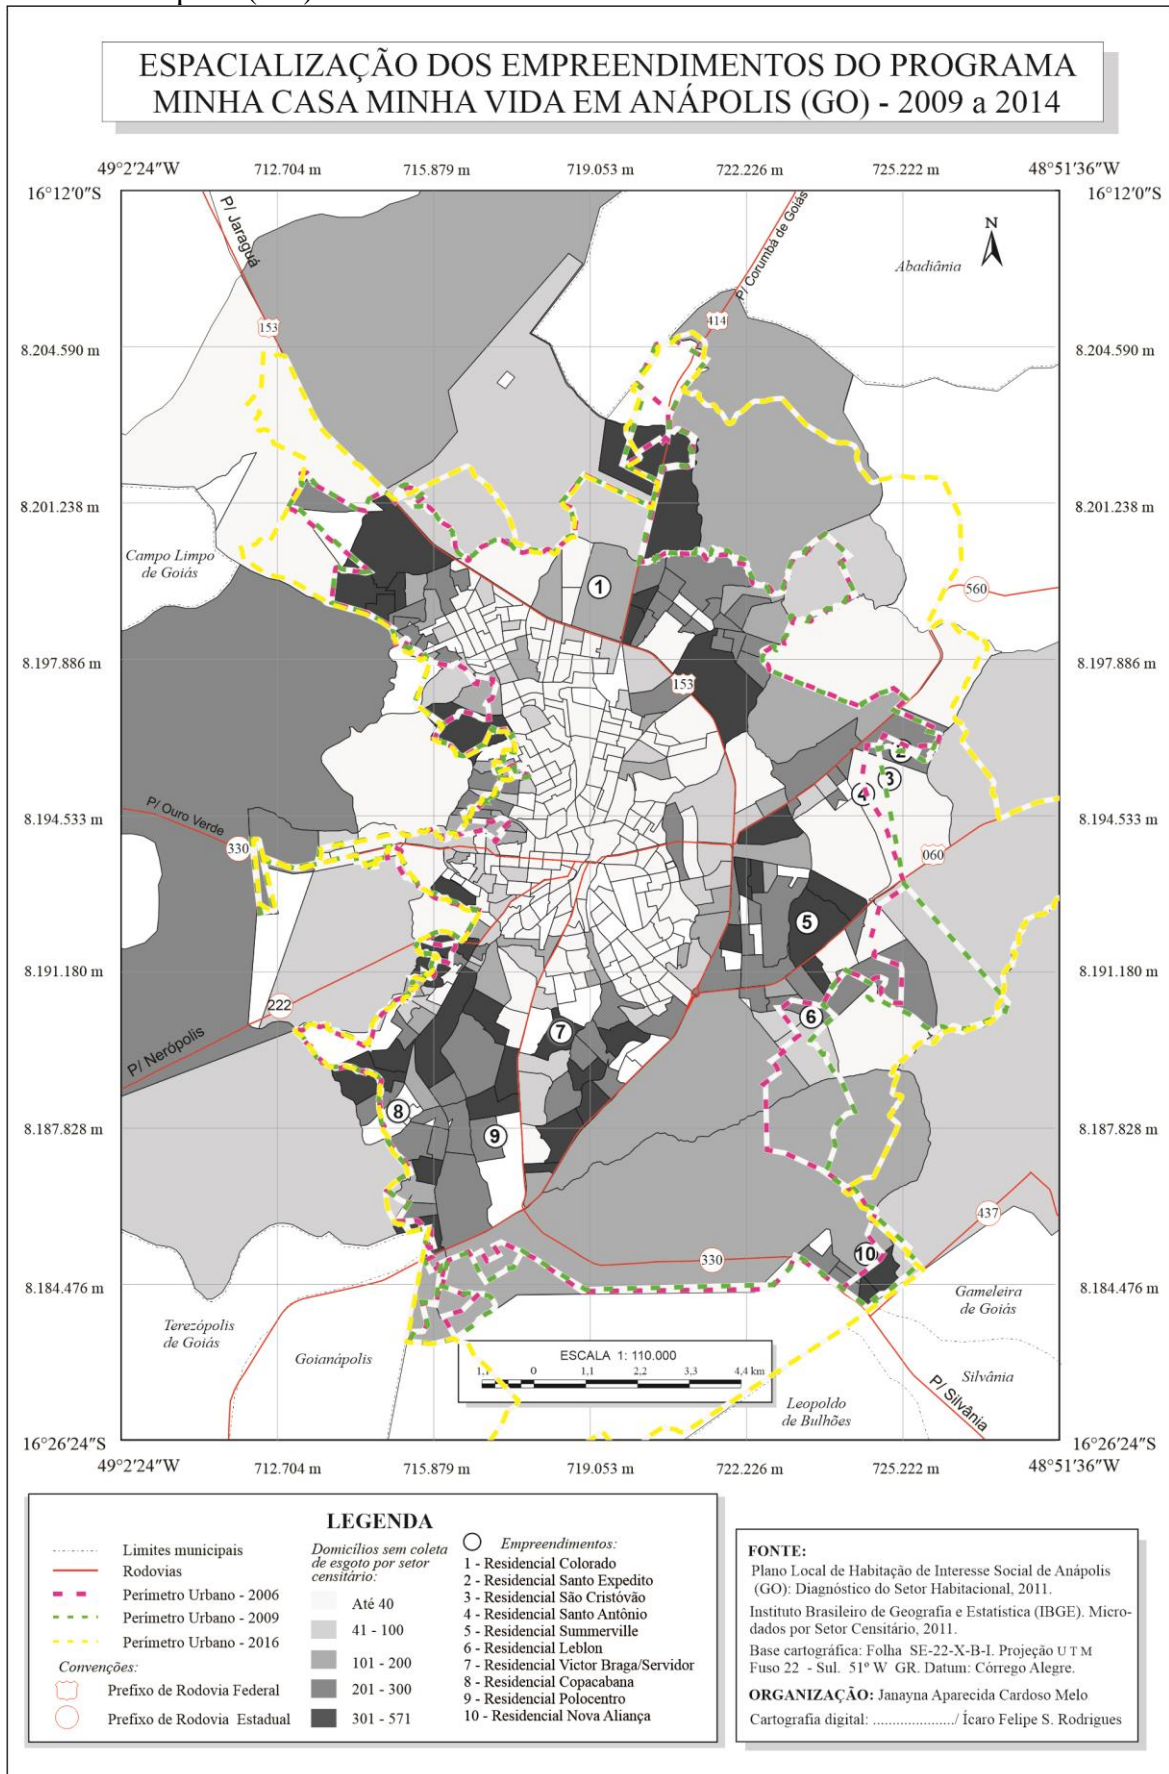 ESPACIALIZAÇÃO DOS EMPREENDIMENTOS DO PROGRAMA
MINHA CASA MINHA VIDA EM ANÁPOLIS (GO) - 2009 a 2014
49°2'24"W
712.704 m
715.879 m
719.053 m
722.226 m
725.222 m
48°51'36"W
16°12'0"S
16°12'0"S
P/ Jaraguá
P/ Corumbá de Goiás
N
Abadiânia
153
414
8.204.590 m
8.204.590 m
8.201.238 m
8.201.238 m
Campo Limpo
de Goiás
1
560
8.197.886 m
8.197.886 m
153
2
3
4
P/ Ouro Verde
8.194.533 m
8.194.533 m
330
060
5
8.191.180 m
8.191.180 m
222
6
7
P/ Nerópolis
8
9
8.187.828 m
8.187.828 m
437
10
330
8.184.476 m
8.184.476 m
Gameleira
de Goiás
Terezópolis
de Goiás
Goianápolis
ESCALA 1: 110.000
1,1 0 1,1 2,2 3,3 4,4 km
Silvânia
P/ Silvânia
Leopoldo
de Bulhões
16°26'24"S
16°26'24"S
49°2'24"W
712.704 m
715.879 m
719.053 m
722.226 m
725.222 m
48°51'36"W
LEGENDA
Limites municipais
Rodovias
Perímetro Urbano - 2006
Perímetro Urbano - 2009
Perímetro Urbano - 2016
Convenções:
Prefixo de Rodovia Federal
Prefixo de Rodovia Estadual
Domicílios sem coleta
de esgoto por setor
censitário:
Até 40
41 - 100
101 - 200
201 - 300
301 - 571
Empreendimentos:
1 - Residencial Colorado
2 - Residencial Santo Expedito
3 - Residencial São Cristóvão
4 - Residencial Santo Antônio
5 - Residencial Summerville
6 - Residencial Leblon
7 - Residencial Victor Braga/Servidor
8 - Residencial Copacabana
9 - Residencial Polocentro
10 - Residencial Nova Aliança
FONTE:
Plano Local de Habitação de Interesse Social de Anápolis
(GO): Diagnóstico do Setor Habitacional, 2011.
Instituto Brasileiro de Geografia e Estatistica (IBGE). Micro-
dados por Setor Censitário, 2011.
Base cartográfica: Folha SE-22-X-B-I. Projeção U T M
Fuso 22 - Sul. 51º W GR. Datum: Córrego Alegre.
ORGANIZAÇÃO: Janayna Aparecida Cardoso Melo
Cartografia digital: ...................../ Ícaro Felipe S. Rodrigues